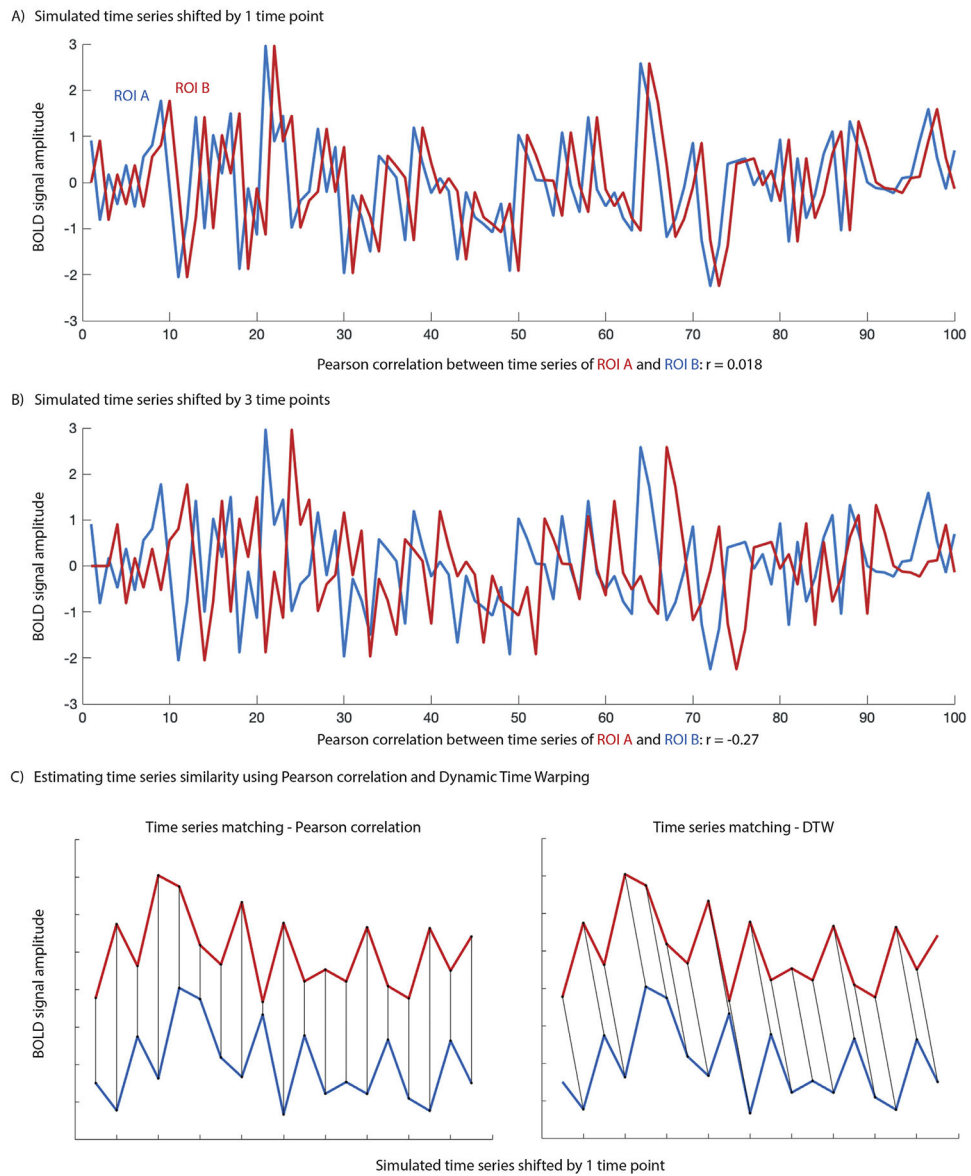 A) Simulated time series shifted by 1 time point
3
2
1
0
-1
-2
-3
BOLD signal amplitude
ROI A
ROI B
0 10 20 30 40 50 60 70 80 90 100
Pearson correlation between time series of ROI A and ROI B: r = 0.018
B) Simulated time series shifted by 3 time points
3
2
1
0
-1
-2
-3
BOLD signal amplitude
0 10 20 30 40 50 60 70 80 90 100
Pearson correlation between time series of ROI A and ROI B: r = -0.27
C) Estimating time series similarity using Pearson correlation and Dynamic Time Warping
Time series matching - Pearson correlation
Time series matching - DTW
BOLD signal amplitude
Simulated time series shifted by 1 time point